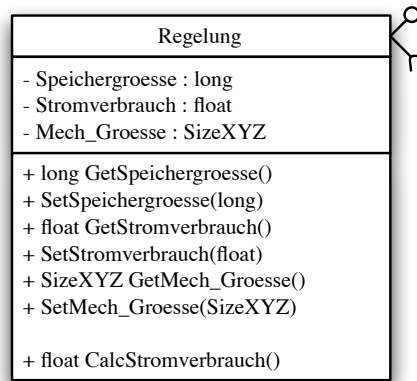 Regelung
- Speichergroesse : long
- Stromverbrauch : float
- Mech_Groesse : SizeXYZ
+ long GetSpeichergroesse()
+ SetSpeichergroesse(long)
+ float GetStromverbrauch()
+ SetStromverbrauch(float)
+ SizeXYZ GetMech_Groesse()
+ SetMech_Groesse(SizeXYZ)
+ float CalcStromverbrauch()